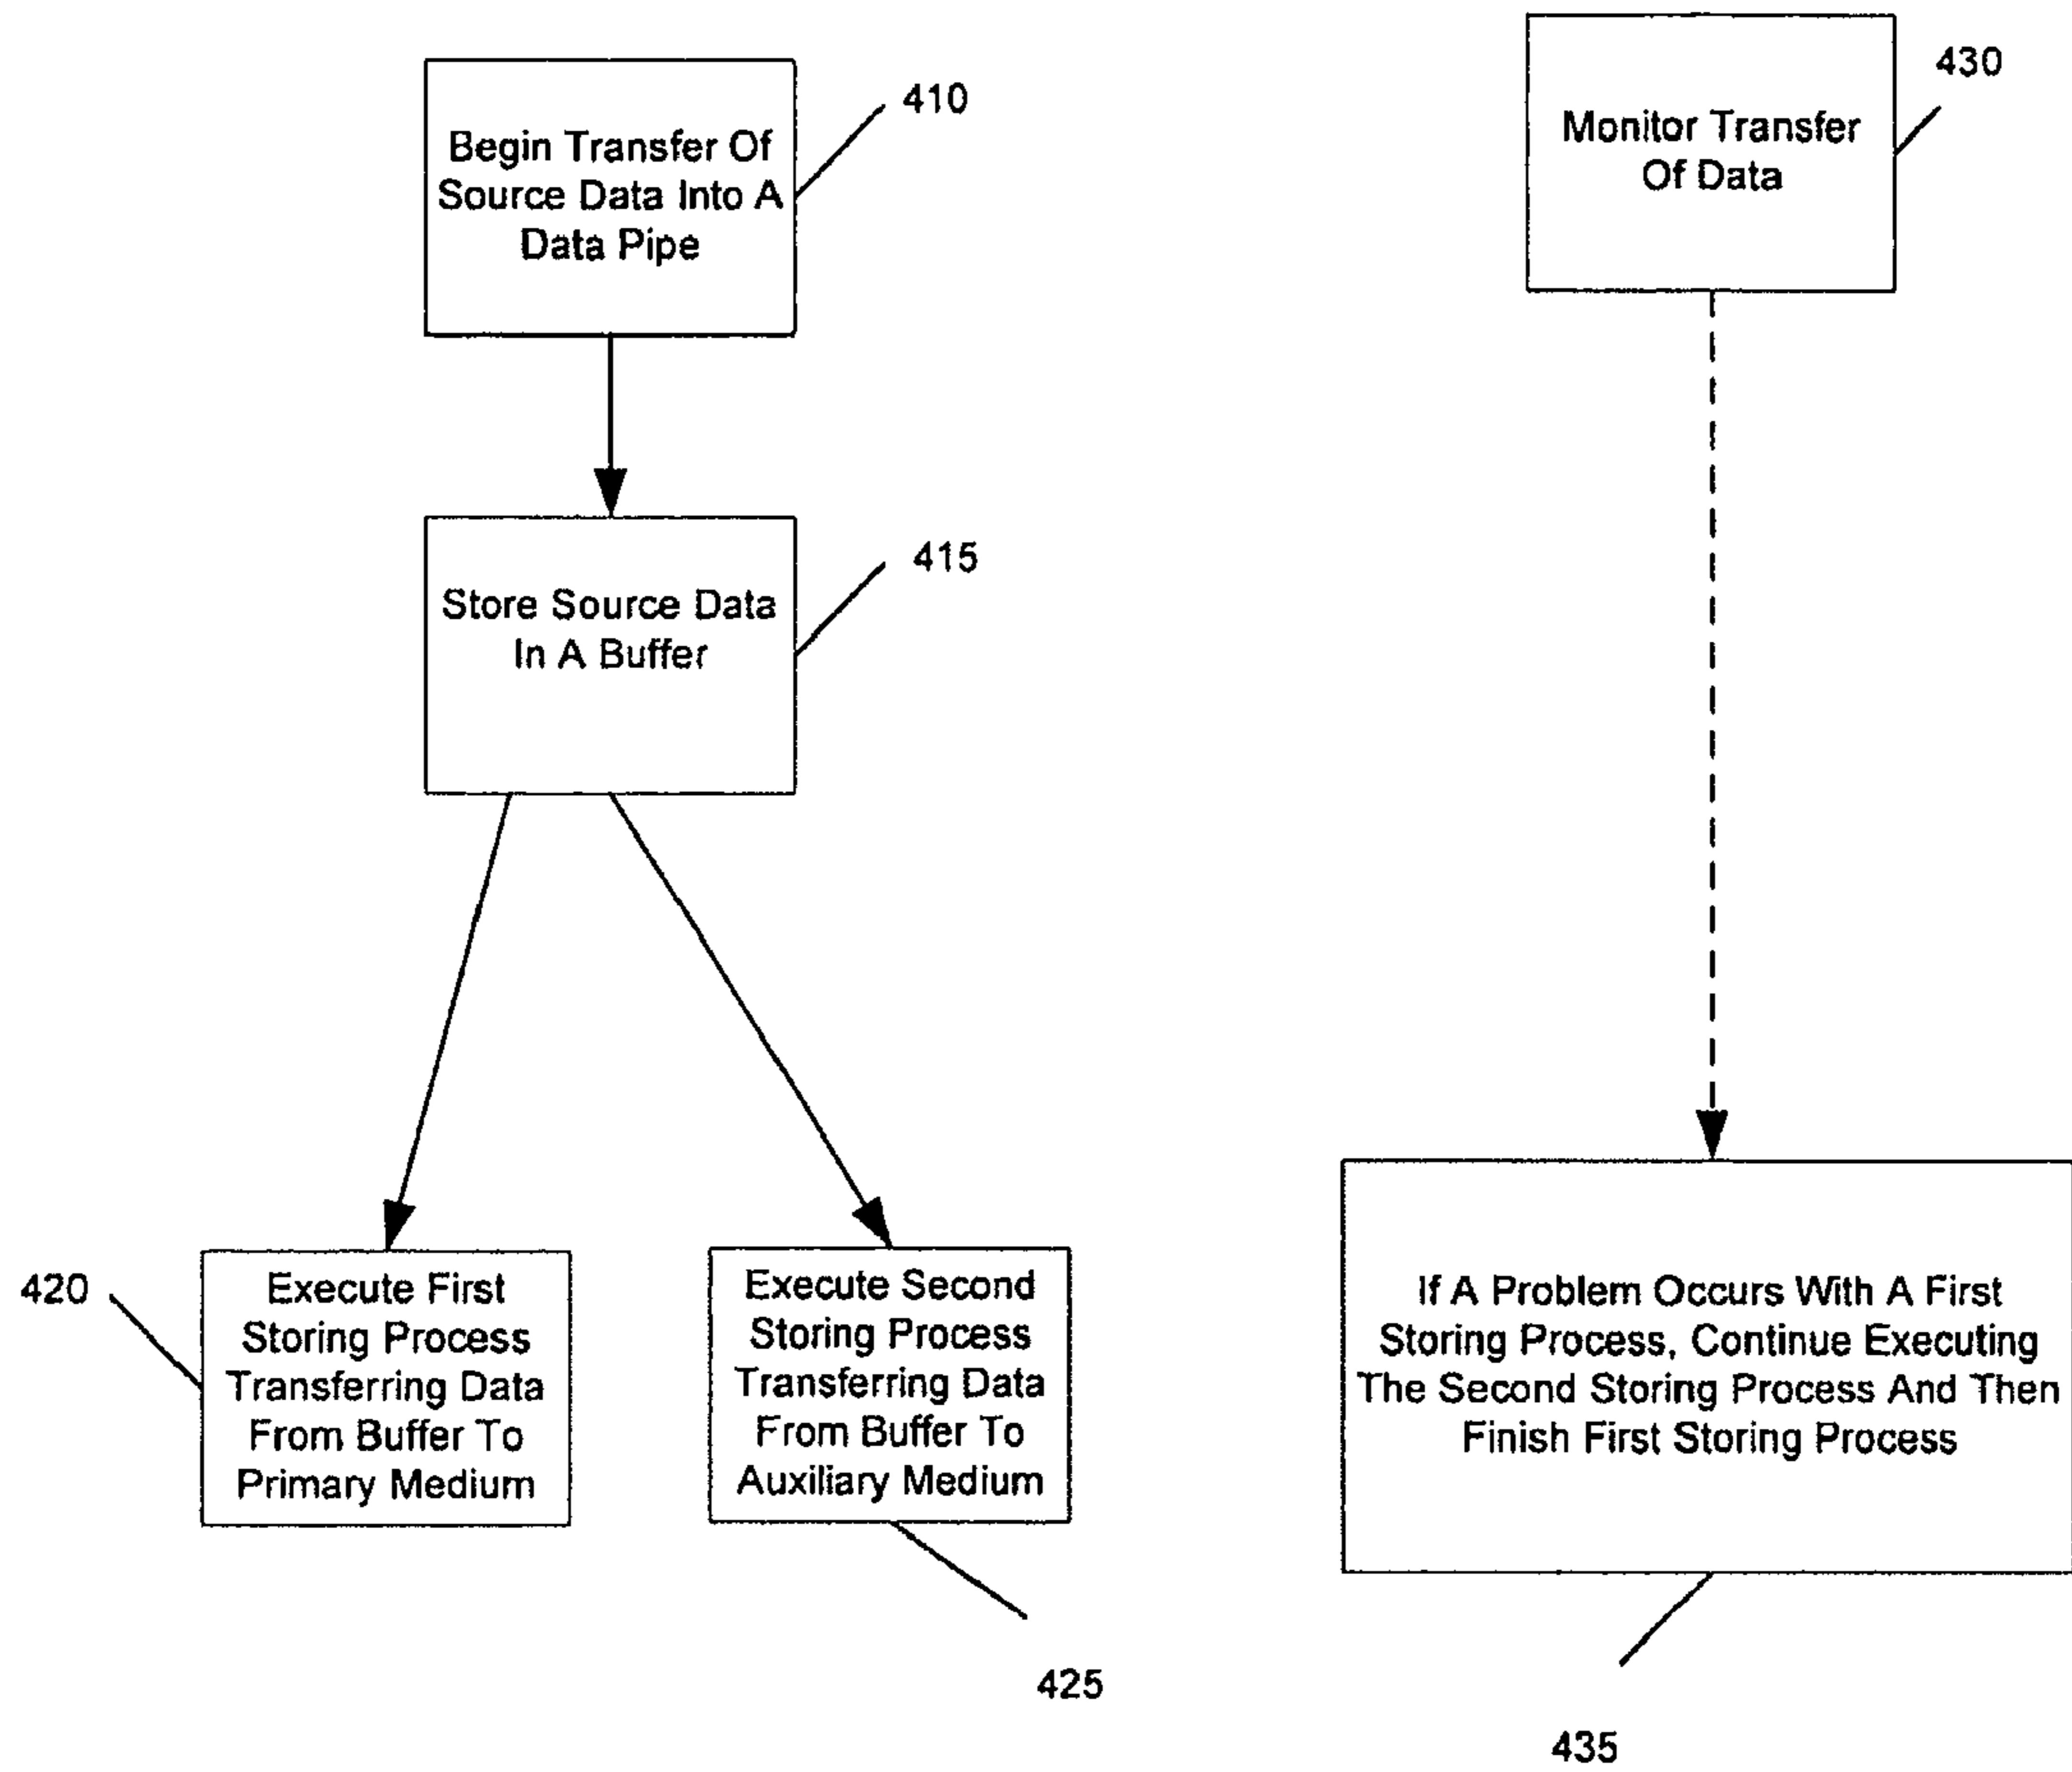 410
Begin Transfer Of
Source Data Into A
Data Pipe
415
Store Source Data
In A Buffer
420
Execute First
Storing Process
Transferring Data
From Buffer To
Primary Medium
Execute Second
Storing Process
Transferring Data
From Buffer To
Auxiliary Medium
425
430
Monitor Transfer
Of Data
If A Problem Occurs With A First
Storing Process, Continue Executing
The Second Storing Process And Then
Finish First Storing Process
435